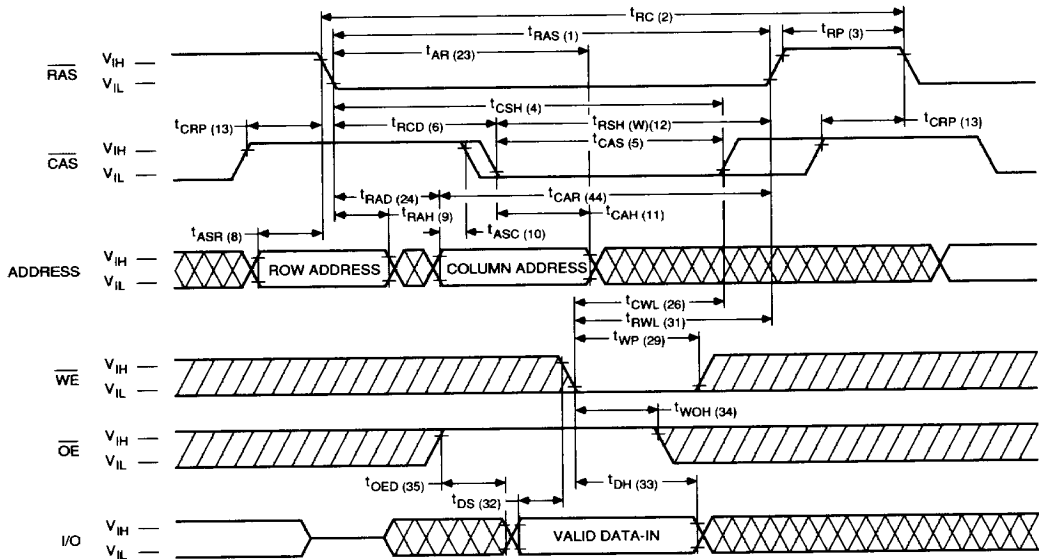 tRC (2)
tRAS (1)
tRP (3)
tAR (23)
RAS
VIH
VIL
tCSH (4)
tCRP (13)
tRCD (6)
tRSH (W)(12)
tCRP (13)
tCAS (5)
CAS
VIH
VIL
tRAD (24)
tCAR (44)
tRAH (9)
tCAH (11)
tASR (8)
tASC (10)
ADDRESS
VIH
VIL
ROW ADDRESS
COLUMN ADDRESS
tCWL (26)
tRWL (31)
tWP (29)
WE
VIH
VIL
tWOH (34)
OE
VIH
VIL
tOED (35)
tDS (32)
tDH (33)
I/O
VIH
VIL
VALID DATA-IN